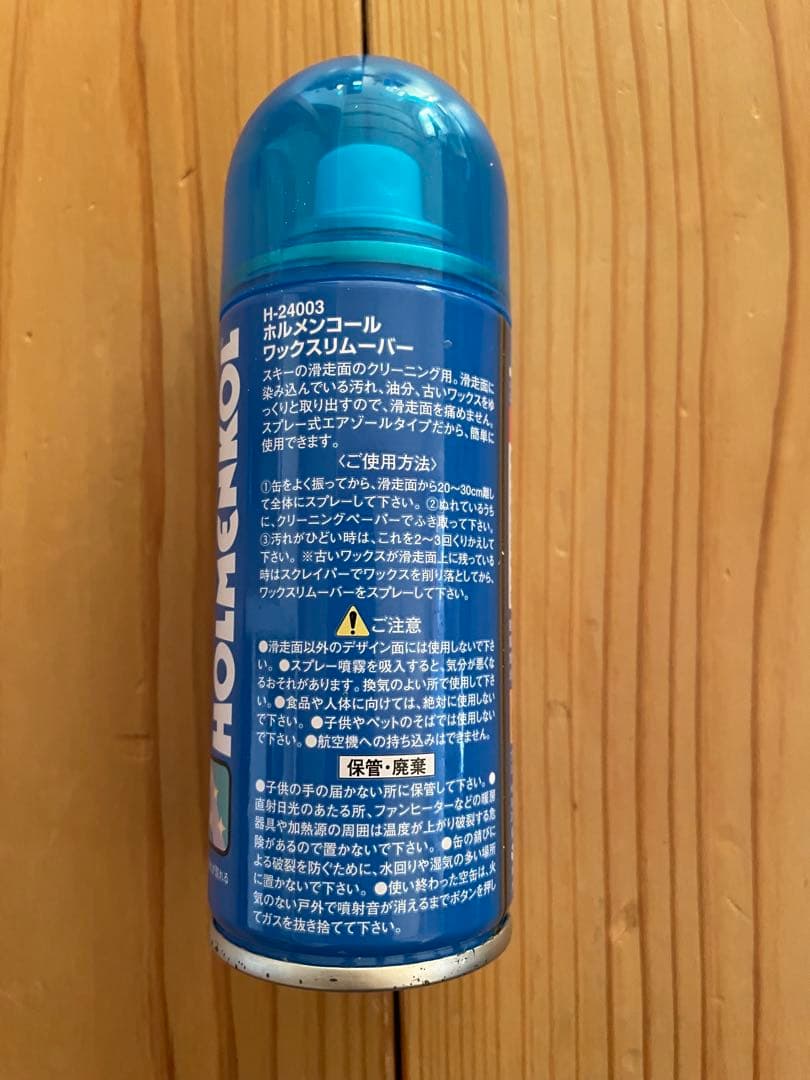 HOLMENKOL
H-24003
ホルメンコール
ワックスリムーバー
スキーの滑走面のクリーニング用。滑走面に
染み込んでいる汚れ、油分、古いワックスをゆ
っくりと取り出すので、滑走面を痛めません。
スプレー式エアゾールタイプだから、簡単に
使用できます。
〈ご使用方法〉
①缶をよく振ってから、滑走面から20〜30cm離し
て全体にスプレーして下さい。②ぬれているうち
に、クリーニングペーパーでふき取って下さい。
③汚れがひどい時は、これを2〜3回くりかえして
下さい。※古いワックスが滑走面上に残っている
時はスクレイパーでワックスを削り落としてから、
ワックスリムーバーをスプレーして下さい。
ご注意
●滑走面以外のデザイン面には使用しないで下さ
い。●スプレー噴霧を吸入すると、気分が悪くな
るおそれがあります。換気のよい所で使用して下さ
い。●食品や人体に向けては、絶対に使用しない
で下さい。●子供やペットのそばでは使用しない
で下さい。●航空機への持ち込みはできません。
保管・廃棄
●子供の手の届かない所に保管して下さい。●
直射日光のあたる所、ファンヒーターなどの暖房
器具や加熱源の周囲は温度が上がり破裂する危
険があるので置かないで下さい。●缶の錆びに
よる破裂を防ぐために、水回りや湿気の多い場所
に置かないで下さい。●使い終わった空缶は、火
気のない戸外で噴射音が消えるまでボタンを押し
てガスを抜き捨てて下さい。